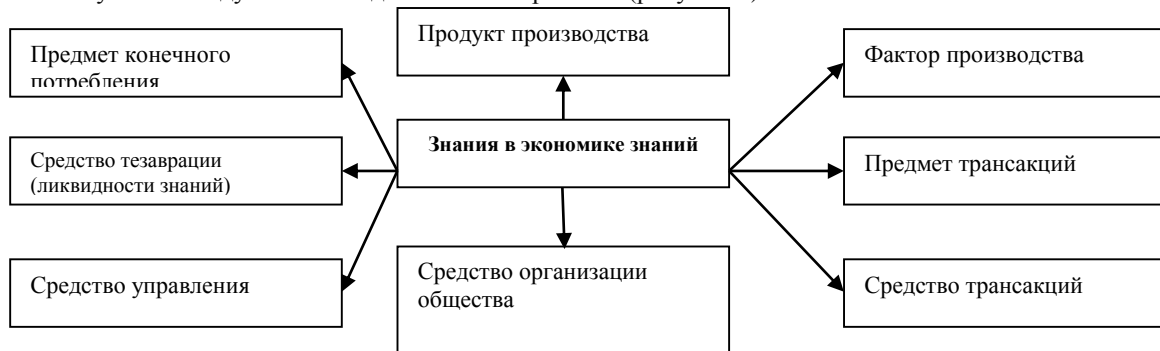 Продукт производства
Предмет конечного
потребления
Фактор производства
Знания в экономике знаний
Средство тезаврации
(ликвидности знаний)
Предмет трансакций
Средство управления
Средство организации
общества
Средство трансакций